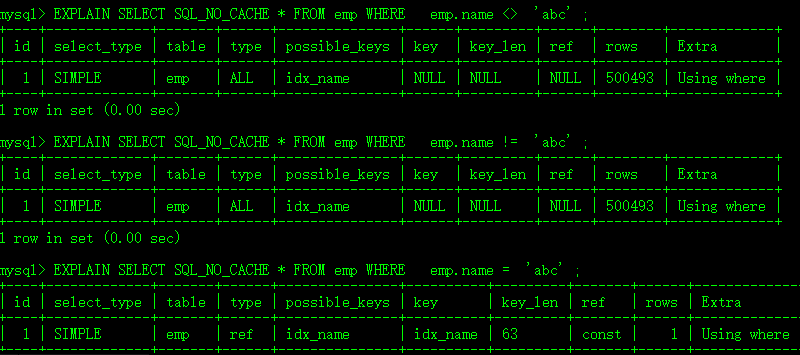 mysql> EXPLAIN SELECT SQL_NO_CACHE * FROM emp WHERE   emp.name <>  'abc' ;
+----+-------------+-------+------+---------------+------+---------+------+--------+-------------+
| id | select_type | table | type | possible_keys | key  | key_len | ref  | rows   | Extra       |
+----+-------------+-------+------+---------------+------+---------+------+--------+-------------+
|  1 | SIMPLE      | emp   | ALL  | idx_name      | NULL | NULL    | NULL | 500493 | Using where |
+----+-------------+-------+------+---------------+------+---------+------+--------+-------------+
1 row in set (0.00 sec)
mysql> EXPLAIN SELECT SQL_NO_CACHE * FROM emp WHERE   emp.name !=  'abc' ;
+----+-------------+-------+------+---------------+------+---------+------+--------+-------------+
| id | select_type | table | type | possible_keys | key  | key_len | ref  | rows   | Extra       |
+----+-------------+-------+------+---------------+------+---------+------+--------+-------------+
|  1 | SIMPLE      | emp   | ALL  | idx_name      | NULL | NULL    | NULL | 500493 | Using where |
+----+-------------+-------+------+---------------+------+---------+------+--------+-------------+
1 row in set (0.00 sec)
mysql> EXPLAIN SELECT SQL_NO_CACHE * FROM emp WHERE   emp.name =  'abc' ;
+----+-------------+-------+------+---------------+----------+---------+-------+------+-------------
| id | select_type | table | type | possible_keys | key      | key_len | ref   | rows | Extra
+----+-------------+-------+------+---------------+----------+---------+-------+------+-------------
|  1 | SIMPLE      | emp   | ref  | idx_name      | idx_name | 63      | const |    1 | Using where
+----+-------------+-------+------+---------------+----------+---------+-------+------+-------------